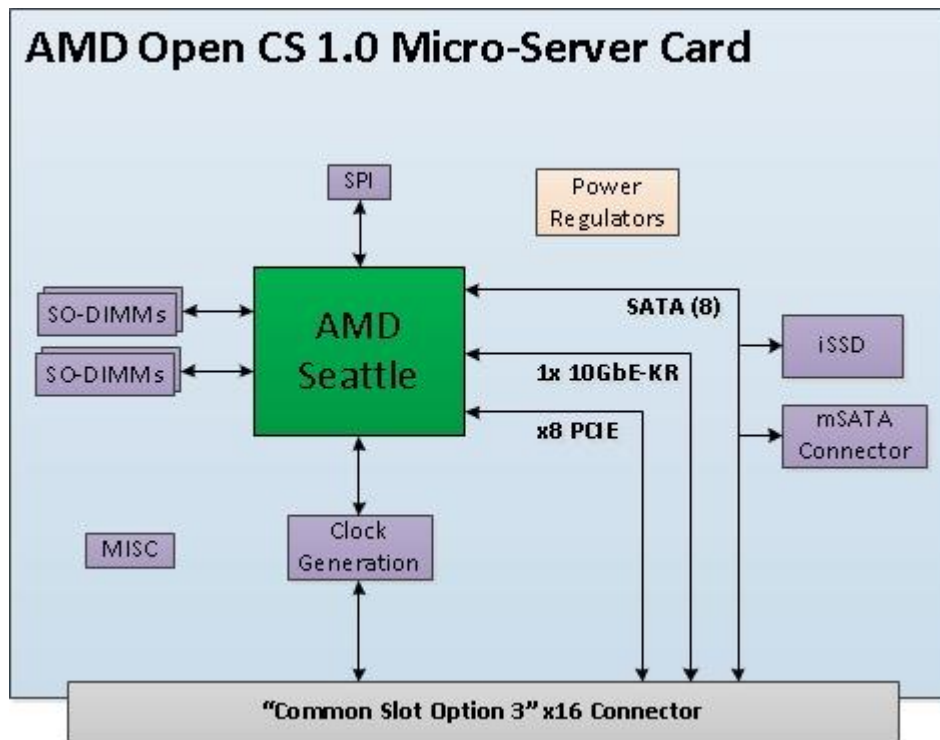 AMD Open CS 1.0 Micro-Server Card
SPI
Power
Regulators
SO-DIMMs
SO-DIMMs
AMD
Seattle
SATA (8)
1x 10GbE-KR
x8 PCIE
iSSD
mSATA
Connector
MISC
Clock
Generation
“Common Slot Option 3” x16 Connector